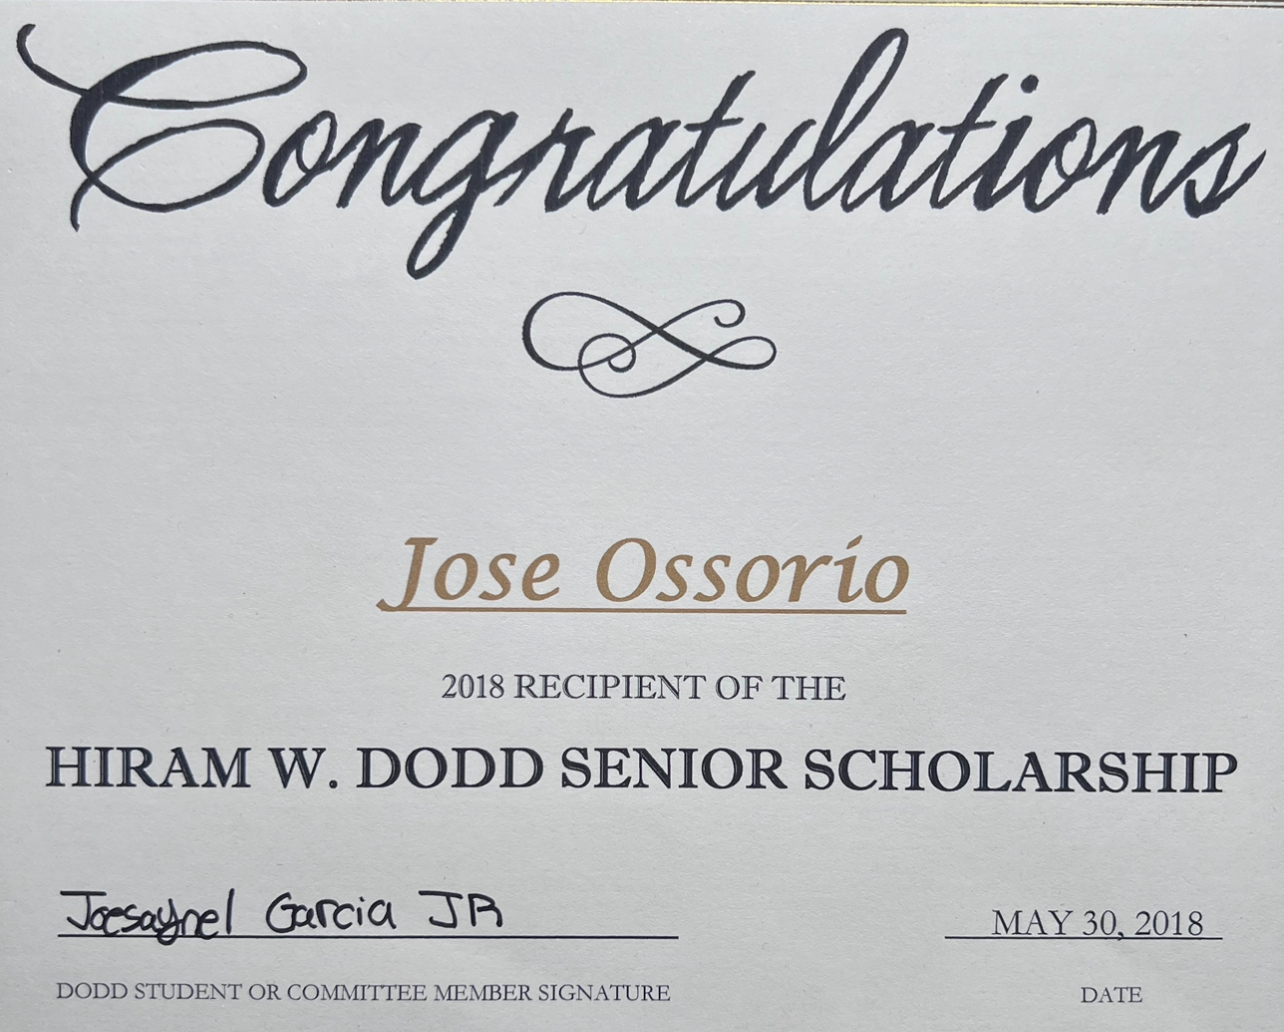 Congratulations
Jose Ossorio
2018 RECIPIENT OF THE
HIRAM W. DODD SENIOR SCHOLARSHIP
Joesaynel Garcia JR
MAY 30, 2018
DODD STUDENT OR COMMITTEE MEMBER SIGNATURE
DATE